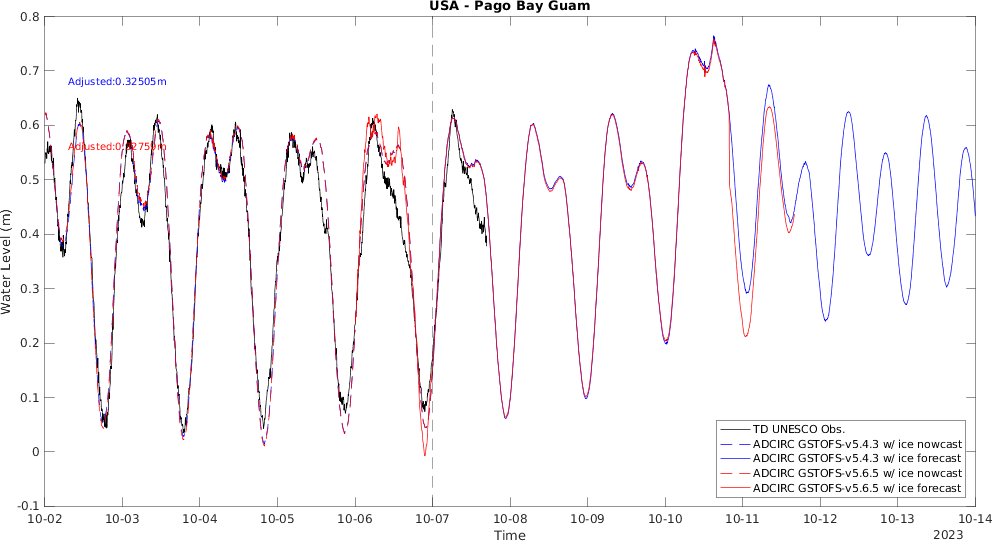 USA - Pago Bay Guam
0.8
0.7
0.6
0.5
0.4
0.3
0.2
0.1
0
-0.1
Water Level (m)
Adjusted:0.32505m
Adjusted:0.32759m
TD UNESCO Obs.
ADCIRC GSTOFS-v5.4.3 w/ ice nowcast
ADCIRC GSTOFS-v5.4.3 w/ ice forecast
ADCIRC GSTOFS-v5.6.5 w/ ice nowcast
ADCIRC GSTOFS-v5.6.5 w/ ice forecast
10-02 10-03 10-04 10-05 10-06 10-07 10-08 10-09 10-10 10-11 10-12 10-13 10-14
Time
2023